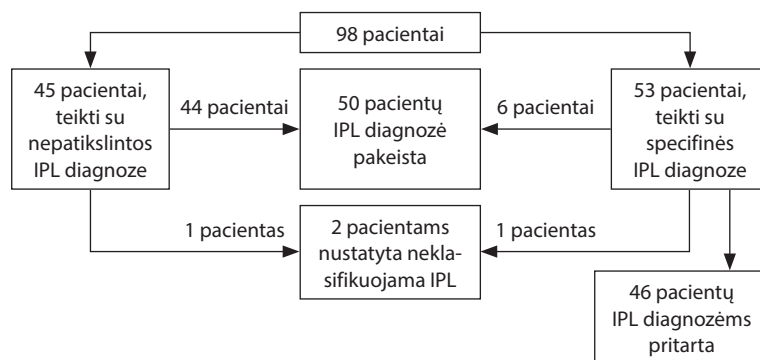 98 pacientai
45 pacientai,
teikti su
nepatikslintos
IPL diagnoze
44 pacientai
50 pacientų
IPL diagnozė
pakeista
6 pacientai
53 pacientai,
teikti su
specifinės
IPL diagnoze
1 pacientas
2 pacientams
nustatyta nekla-
sifikuojama IPL
1 pacientas
46 pacientų
IPL diagnozėms
pritarta